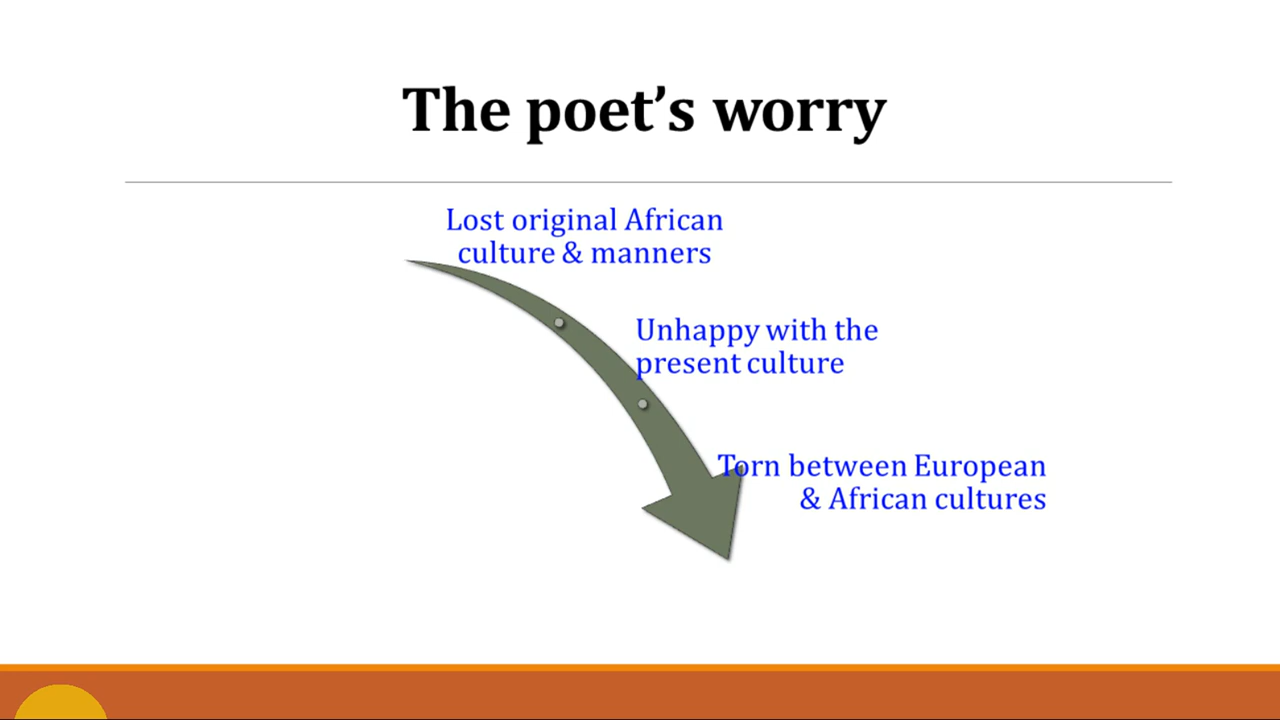 The poet’s worry
Lost original African
culture & manners
Unhappy with the
present culture
Torn between European
& African cultures